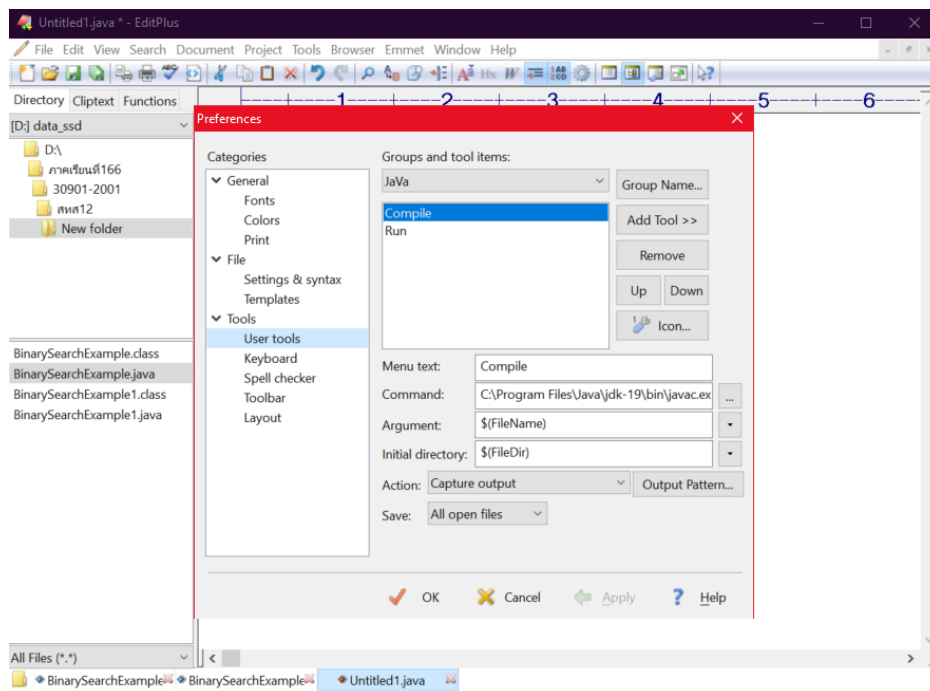 Untitled1.java * - EditPlus
File Edit View Search Document Project Tools Browser Emmet Window Help
Directory Cliptext Functions
----+----1----+----2----+----3----+----4----+----5----+----6----
[D:] data_ssd
D:\
ภาคเรียนที่166
30901-2001
สทส12
New folder
BinarySearchExample.class
BinarySearchExample.java
BinarySearchExample1.class
BinarySearchExample1.java
All Files (*.*)
Preferences
Categories
General
Fonts
Colors
Print
File
Settings & syntax
Templates
Tools
User tools
Keyboard
Spell checker
Toolbar
Layout
Groups and tool items:
JaVa
Group Name...
Compile
Run
Add Tool >>
Remove
Up Down
Icon...
Menu text: Compile
Command: C:\Program Files\Java\jdk-19\bin\javac.ex ...
Argument: $(FileName)
Initial directory: $(FileDir)
Action: Capture output Output Pattern...
Save: All open files
OK Cancel Apply Help
BinarySearchExample BinarySearchExample Untitled1.java